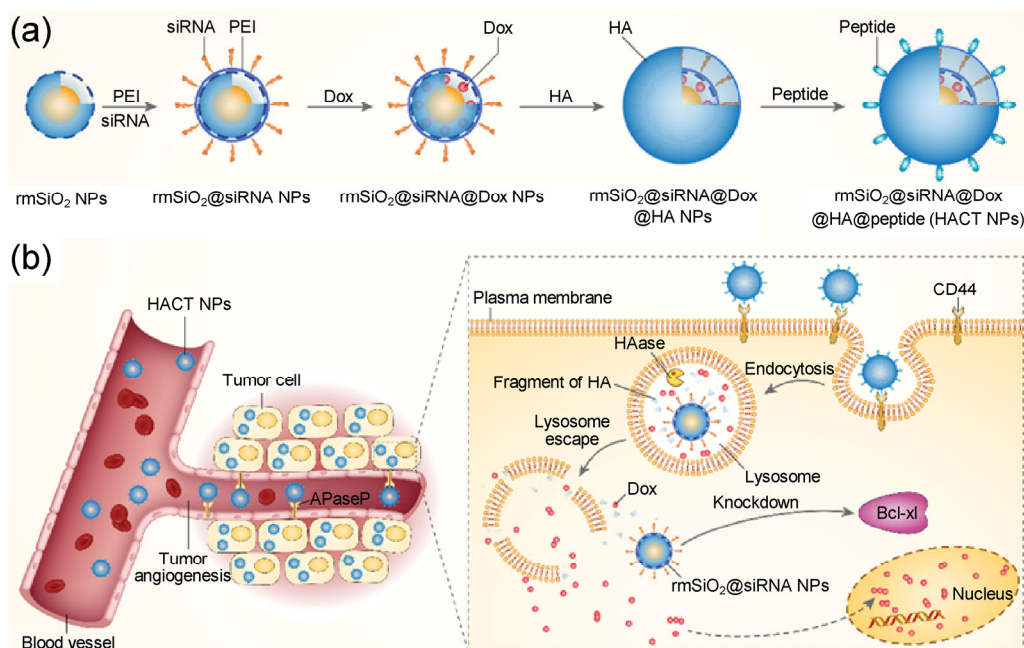 (a)
siRNA
PEI
Dox
HA
Peptide
PEI
siRNA
Dox
HA
Peptide
rmSiO₂ NPs
rmSiO₂@siRNA NPs
rmSiO₂@siRNA@Dox NPs
rmSiO₂@siRNA@Dox
@HA NPs
rmSiO₂@siRNA@Dox
@HA@peptide (HACT NPs)
(b)
HACT NPs
Tumor cell
APaseP
Tumor
angiogenesis
Blood vessel
Plasma membrane
CD44
HAase
Endocytosis
Fragment of HA
Lysosome
escape
Lysosome
Dox
Knockdown
Bcl-xl
rmSiO₂@siRNA NPs
Nucleus